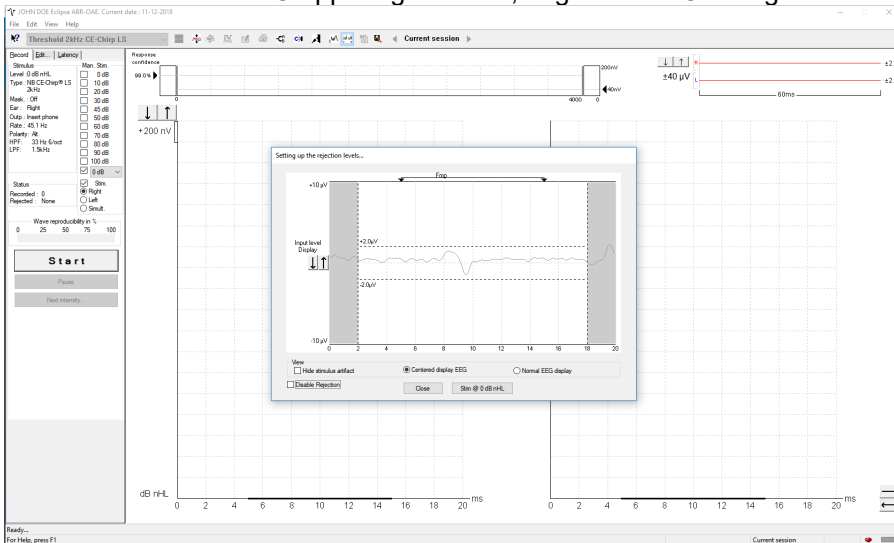 JOHN DOE Eclipse ABR-OAE, Current date : 11-12-2018
File Edit View Help
Threshold 2kHz CE-Chirp LS
Current session
Record Edit... Latency
Stimulus
Level :0 dB nHL
Type : NB CE-Chirp® LS
2kHz
Mask. : Off
Ear : Right
Outp.: Insert phone
Rate.: 45.1 Hz
Polarity: Alt.
HPF: 33 Hz 6/oct
LPF: 1.5kHz
Man. Stim.
0 dB
10 dB
20 dB
30 dB
45 dB
50 dB
60 dB
70 dB
80 dB
90 dB
100 dB
0 dB
Status
Recorded : 0
Rejected : None
Stim.
Right
Left
Simult.
Wave reproducibility in %
0 25 50 75 100
Start
Pause
Next intensity...
Response
confidence
99,0%
200nV
40nV
0 4000 0
±40 µV
R
L
±2.
±2.
60ms
+200 nV
Setting up the rejection levels...
Fmp
+10 µV
Input level
Display
+2.0µV
-2.0µV
-10 µV
0 2 4 6 8 10 12 14 16 18 20
View
Hide stimulus artifact
Centered display EEG
Normal EEG display
Disable Rejection
Close
Stim @ 0 dB nHL
dB nHL
0 2 4 6 8 10 12 14 16 18 20 ms
0 2 4 6 8 10 12 14 16 18 20 ms
Ready...
For Help, press F1
Current session